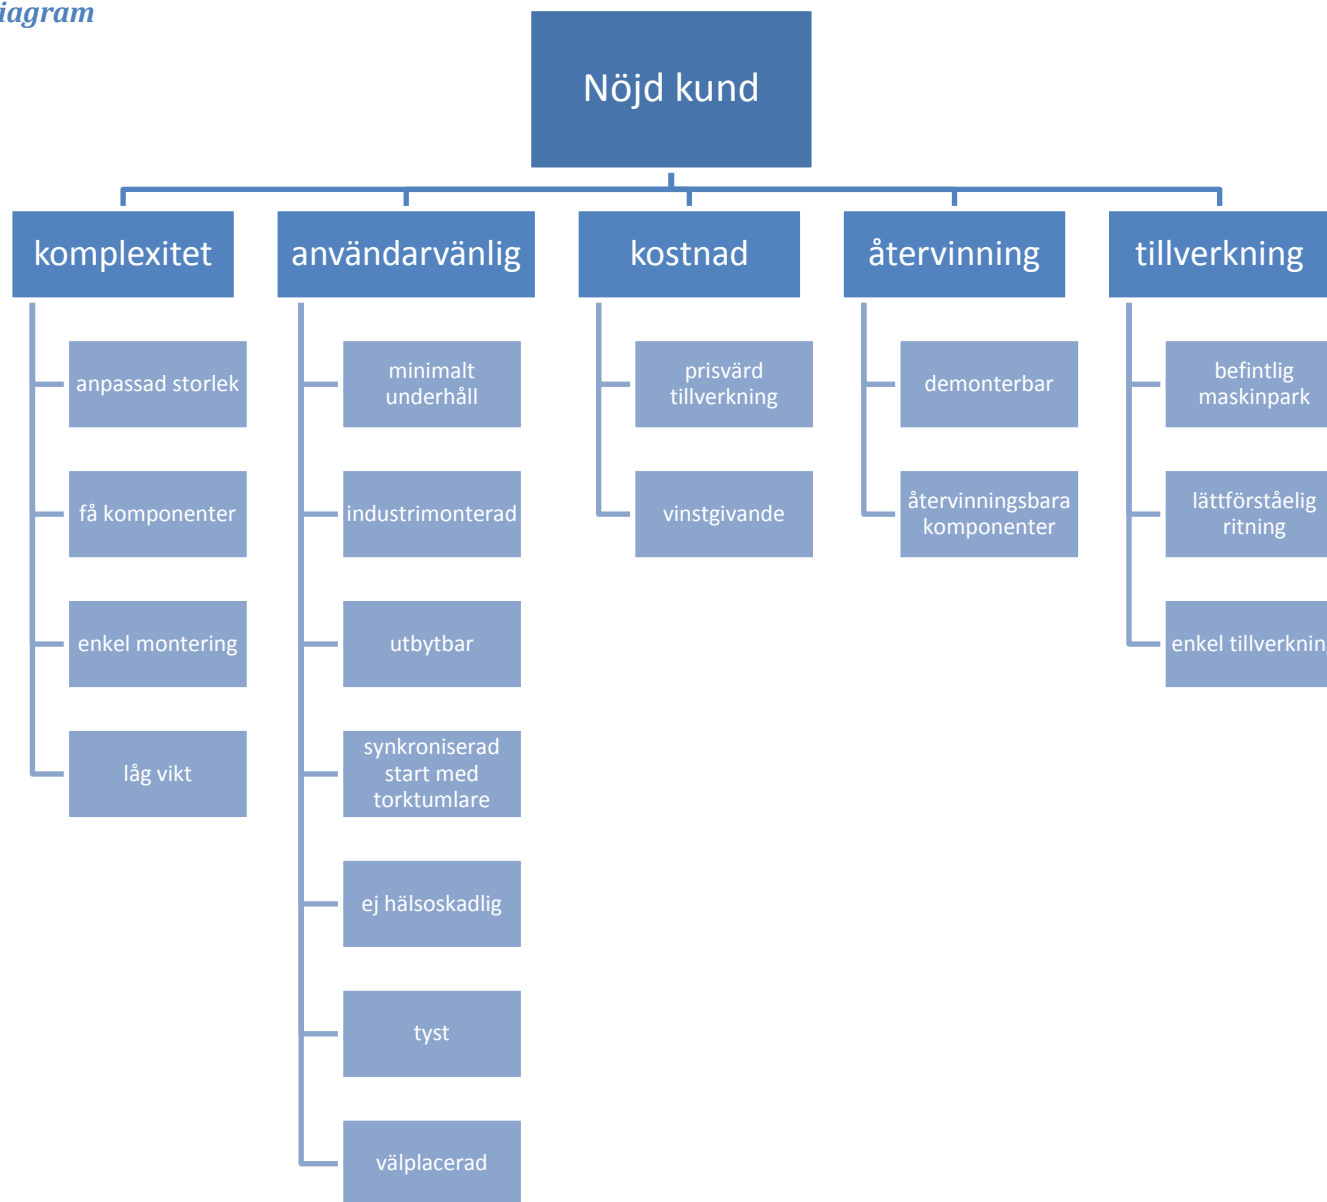 iagram
Nöjd kund
komplexitet
anpassad storlek
få komponenter
enkel montering
låg vikt
användarvänlig
minimalt
underhåll
industrimonterad
utbytbar
synkroniserad
start med
torktumlare
ej hälsoskadlig
tyst
välplacerad
kostnad
prisvärd
tillverkning
vinstgivande
återvinning
demonterbar
återvinningsbara
komponenter
tillverkning
befintlig
maskinpark
lättförståelig
ritning
enkel tillverknin